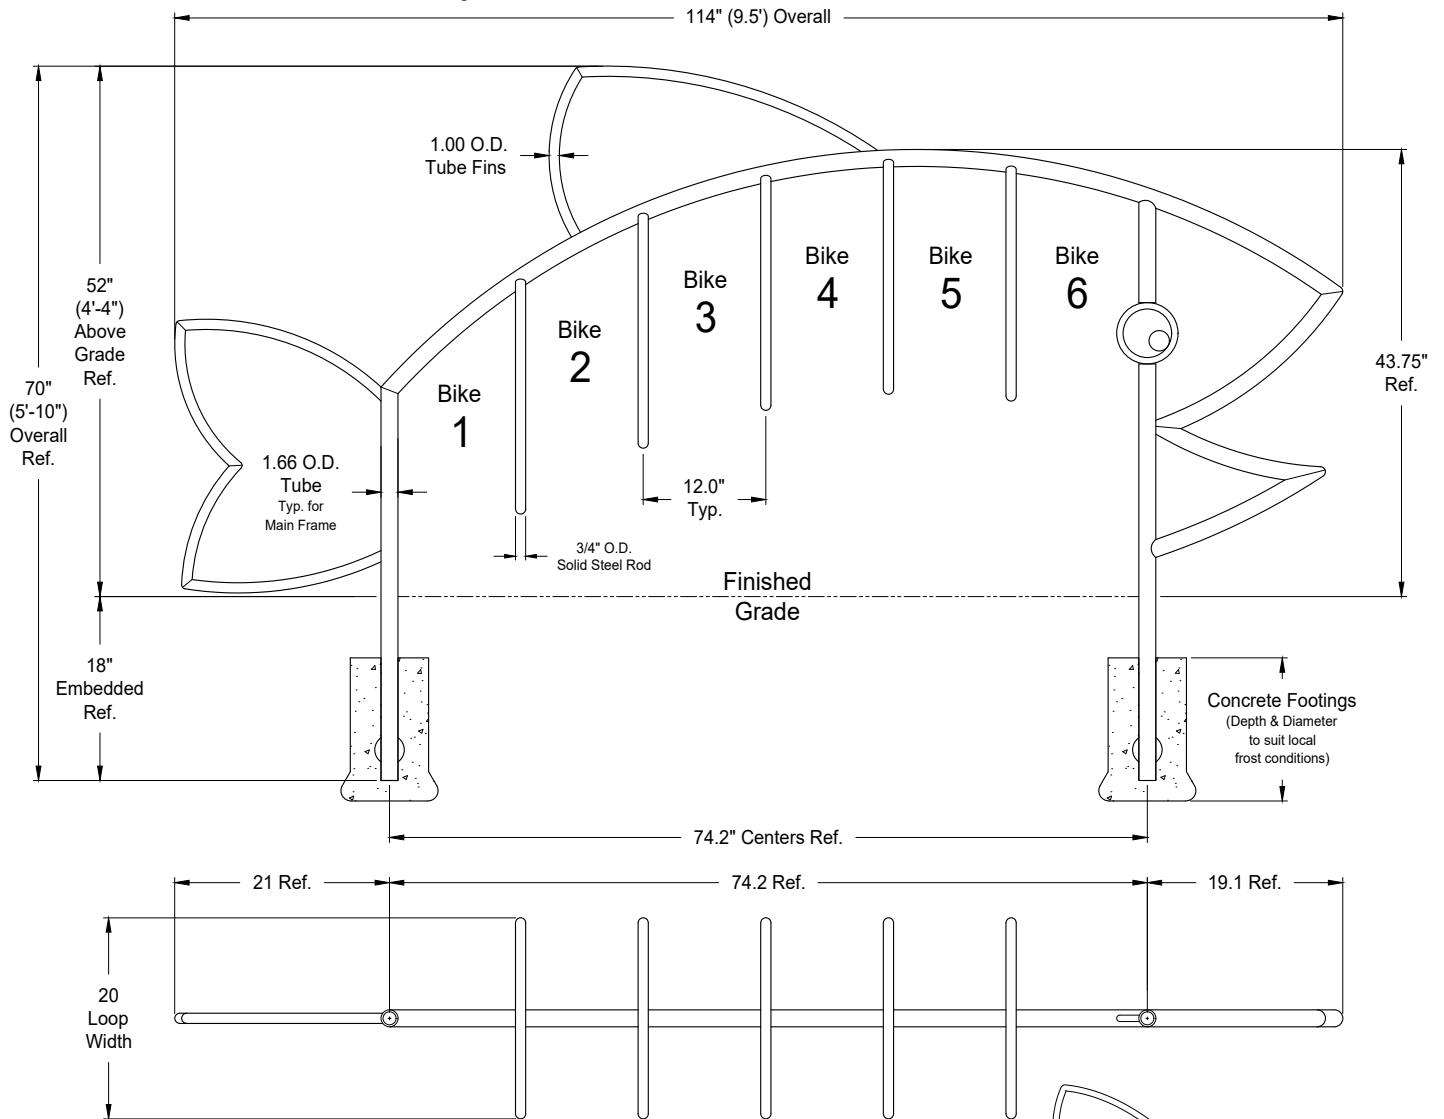 114" (9.5') Overall
1.00 O.D.
Tube Fins
52"
(4'-4")
Above
Grade
Ref.
70"
(5'-10")
Overall
Ref.
Bike
1
Bike
2
Bike
3
Bike
4
Bike
5
Bike
6
43.75"
Ref.
1.66 O.D.
Tube
Typ. for
Main Frame
12.0"
Typ.
3/4" O.D.
Solid Steel Rod
Finished
Grade
18"
Embedded
Ref.
Concrete Footings
(Depth & Diameter
to suit local
frost conditions)
74.2" Centers Ref.
21 Ref.
74.2 Ref.
19.1 Ref.
20
Loop
Width